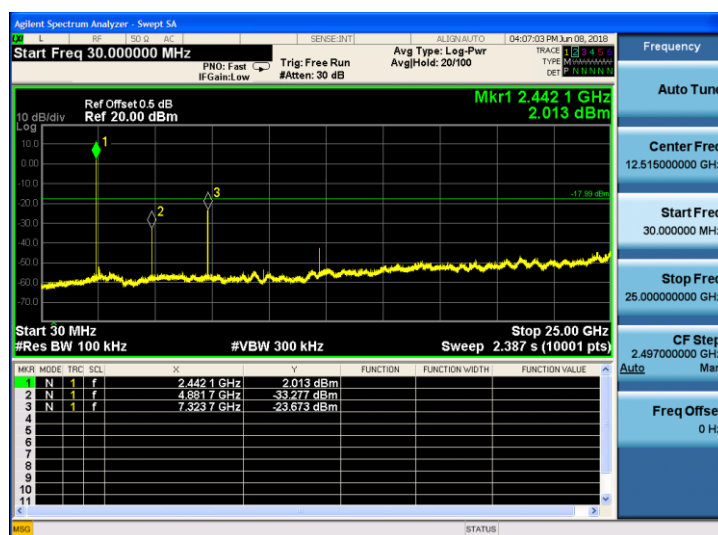 Agilent Spectrum Analyzer - Swept SA
L RF 50 Ω AC SENSE:INT ALIGNAUTO 04:07:03 PM Jun 08, 2018
Start Freq 30.000000 MHz
PNO: Fast
IFGain:Low
Trig: Free Run
#Atten: 30 dB
Avg Type: Log-Pwr
Avg|Hold: 20/100
TRACE 1 2 3 4 5 6
TYPE M
DET P N N N N N
Ref Offset 0.5 dB
10 dB/div Ref 20.00 dBm
Log
Mkr1 2.442 1 GHz
2.013 dBm
10.0
0.00
-10.0
-20.0
-30.0
-40.0
-50.0
-60.0
-70.0
1
2
3
-17.99 dBm
Start 30 MHz Stop 25.00 GHz
#Res BW 100 kHz #VBW 300 kHz Sweep 2.387 s (10001 pts)
MKR MODE TRC SCL X Y FUNCTION FUNCTION WIDTH FUNCTION VALUE
1 N 1 f 2.442 1 GHz 2.013 dBm
2 N 1 f 4.881 7 GHz -33.277 dBm
3 N 1 f 7.323 7 GHz -23.673 dBm
4
5
6
7
8
9
10
11
MSG STATUS
Frequency
Auto Tune
Center Freq
12.515000000 GHz
Start Freq
30.000000 MHz
Stop Freq
25.000000000 GHz
CF Step
2.497000000 GHz
Auto Man
Freq Offset
0 Hz